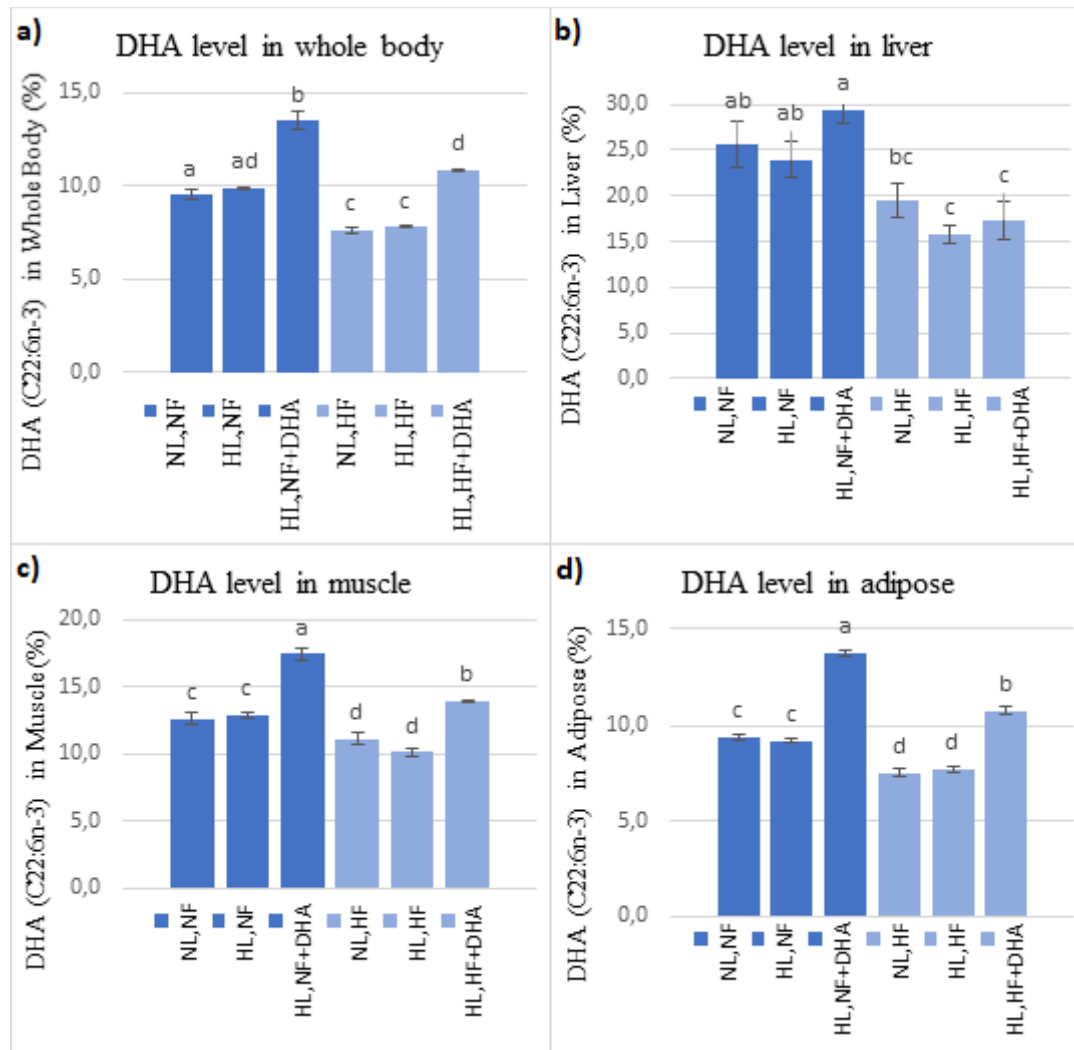 a)
DHA level in whole body
DHA (C22:6n-3) in Whole Body (%)
15,0
10,0
5,0
0,0
a
ad
b
c
c
d
NL,NF
HL,NF
HL,NF+DHA
NL,HF
HL,HF
HL,HF+DHA
b)
DHA level in liver
DHA (C22:6n-3) in Liver (%)
30,0
25,0
20,0
15,0
10,0
5,0
0,0
ab
ab
a
bc
c
c
NL,NF
HL,NF
HL,NF+DHA
NL,HF
HL,HF
HL,HF+DHA
c)
DHA level in muscle
DHA (C22:6n-3) in Muscle (%)
20,0
15,0
10,0
5,0
0,0
c
c
a
d
d
b
NL,NF
HL,NF
HL,NF+DHA
NL,HF
HL,HF
HL,HF+DHA
d)
DHA level in adipose
DHA (C22:6n-3) in Adipose (%)
15,0
10,0
5,0
0,0
c
c
a
d
d
b
NL,NF
HL,NF
HL,NF+DHA
NL,HF
HL,HF
HL,HF+DHA